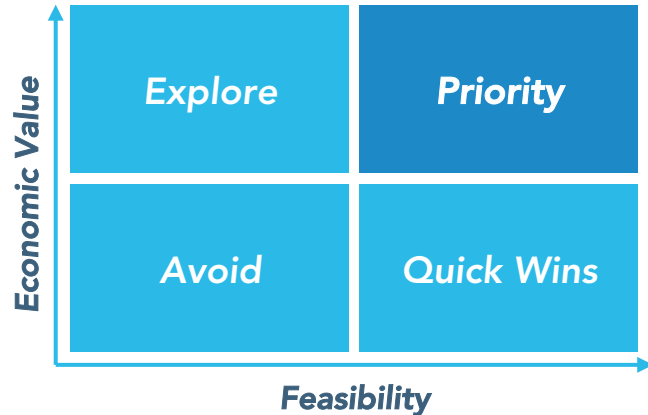 Economic Value
Explore
Priority
Avoid
Quick Wins
Feasibility